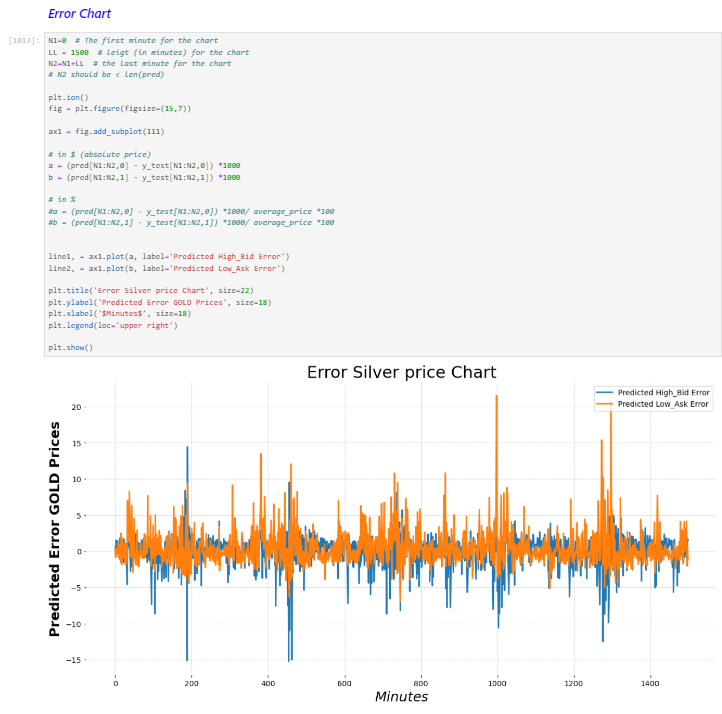 Error Chart
[1013]:
N1=0  # The first minute for the chart
LL = 1500  # leigt (in minutes) for the chart
N2=N1+LL  # the last minute for the chart
# N2 should be < len(pred)
plt.ion()
fig = plt.figure(figsize=(15,7))
ax1 = fig.add_subplot(111)
# in $ (absolute price)
a = (pred[N1:N2,0] - y_test[N1:N2,0]) *1000
b = (pred[N1:N2,1] - y_test[N1:N2,1]) *1000
# in %
#a = (pred[N1:N2,0] - y_test[N1:N2,0]) *1000/ average_price *100
#b = (pred[N1:N2,1] - y_test[N1:N2,1]) *1000/ average_price *100
line1, = ax1.plot(a, label='Predicted High_Bid Error')
line2, = ax1.plot(b, label='Predicted Low_Ask Error')
plt.title('Error Silver price Chart', size=22)
plt.ylabel('Predicted Error GOLD Prices', size=18)
plt.xlabel('$Minutes$', size=18)
plt.legend(loc='upper right')
plt.show()
Error Silver price Chart
Predicted High_Bid Error
Predicted Low_Ask Error
Predicted Error GOLD Prices
20
15
10
5
0
−5
−10
−15
0 200 400 600 800 1000 1200 1400
Minutes